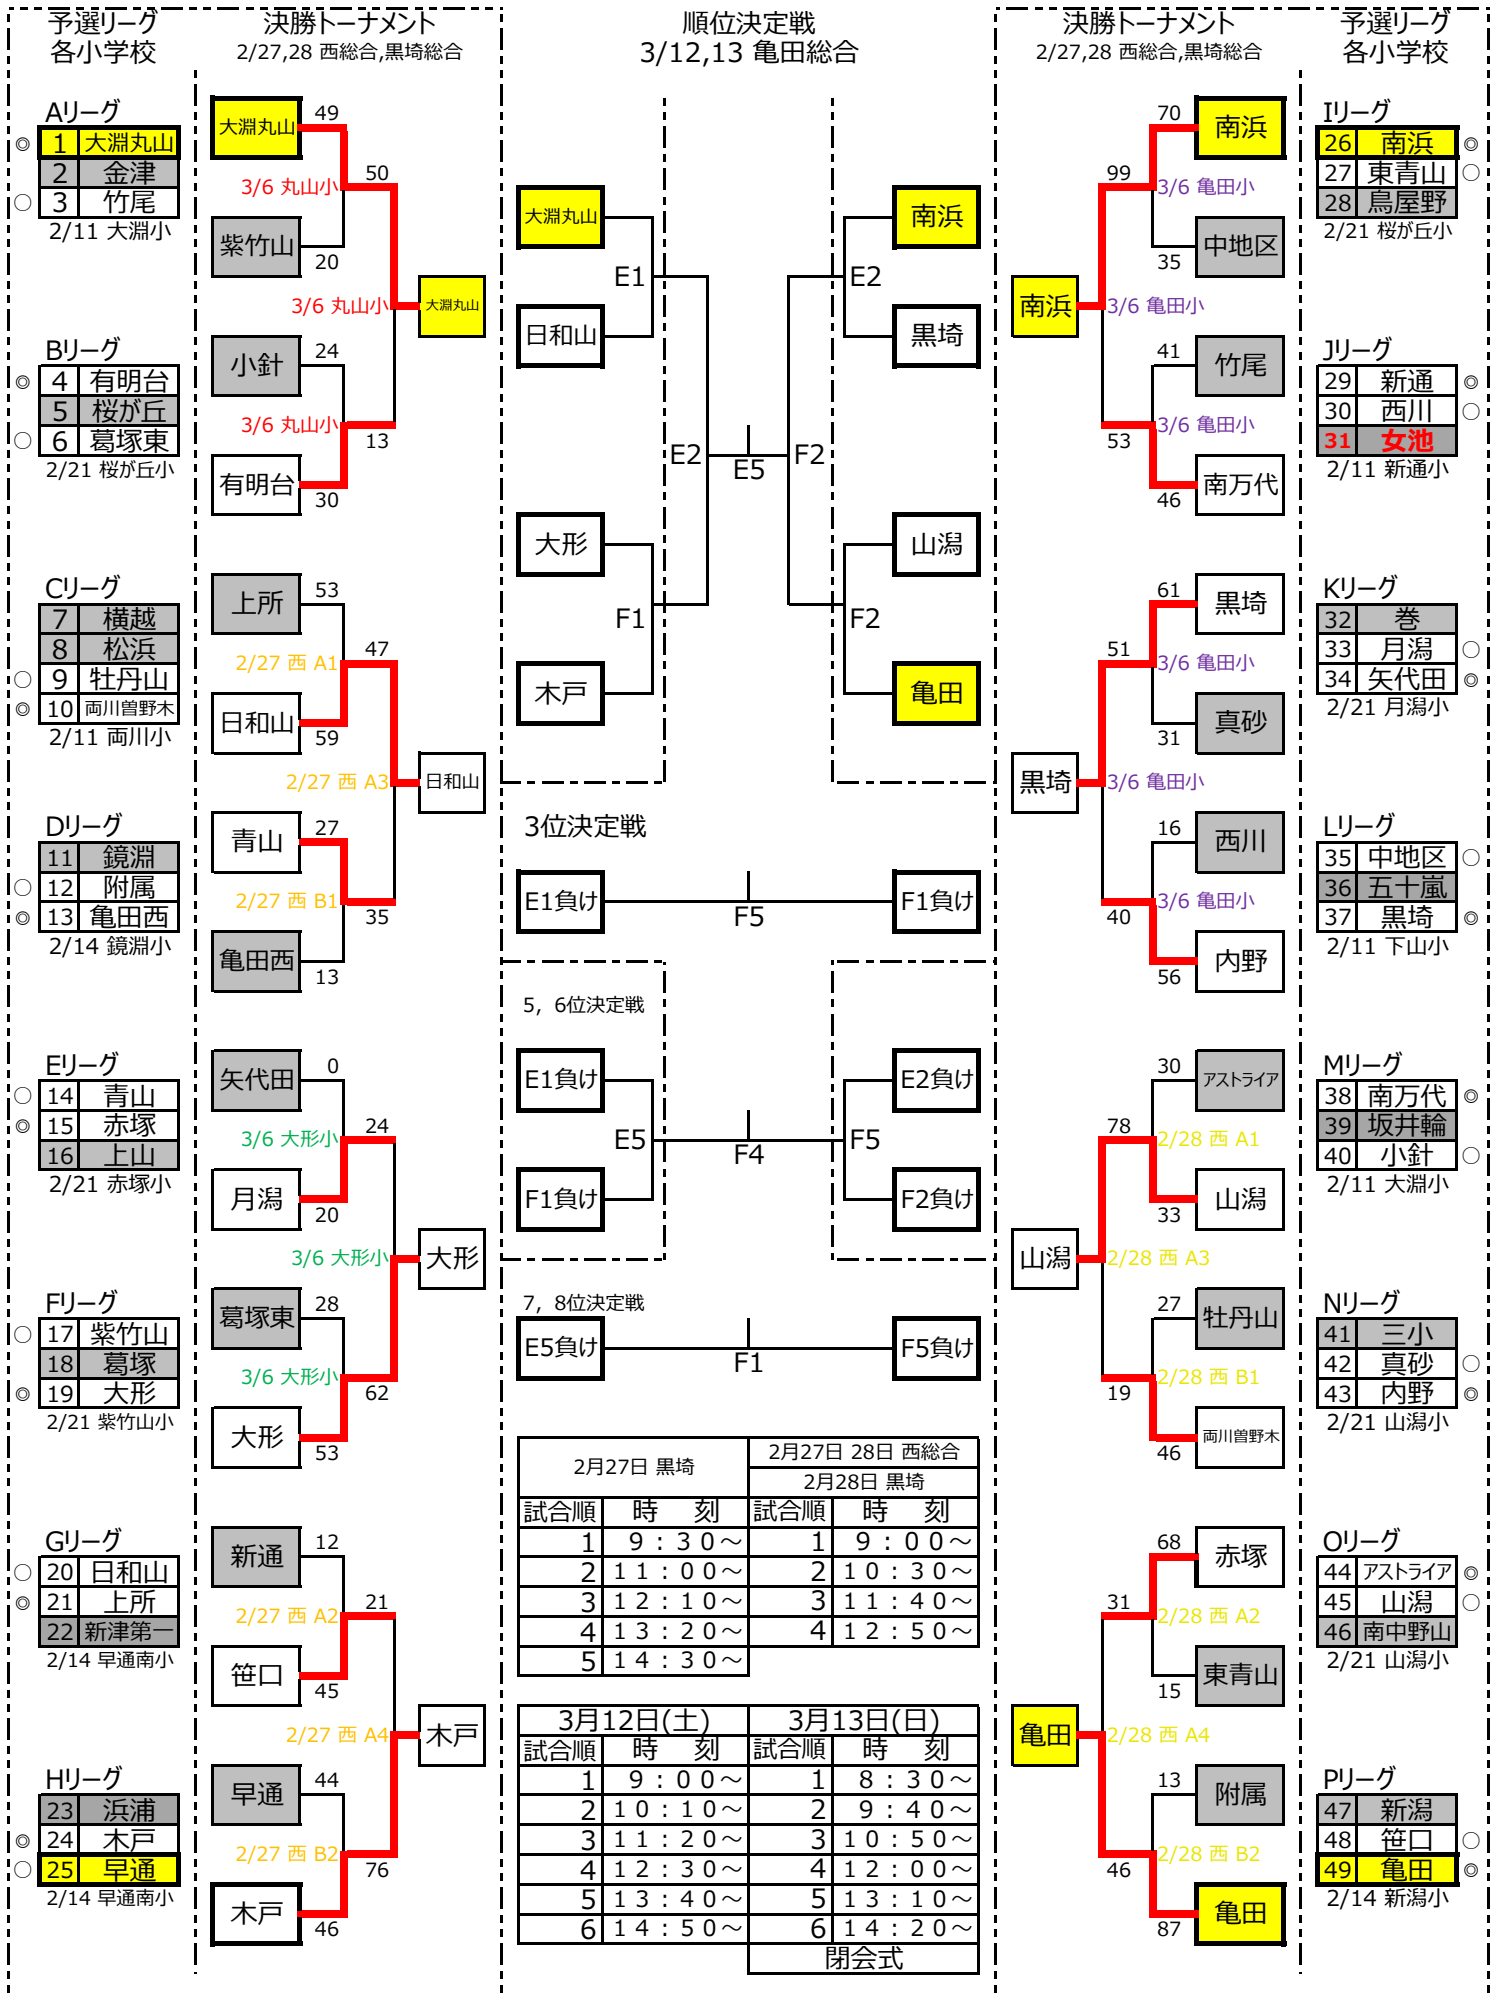 予選リーグ
各小学校
決勝トーナメント
2/27,28 西総合,黒埼総合
順位決定戦
3/12,13 亀田総合
決勝トーナメント
2/27,28 西総合,黒埼総合
予選リーグ
各小学校
Aリーグ
◎ 1 大淵丸山
2 金津
○ 3 竹尾
2/11 大淵小
Bリーグ
◎ 4 有明台
5 桜が丘
○ 6 葛塚東
2/21 桜が丘小
Cリーグ
7 横越
8 松浜
○ 9 牡丹山
◎ 10 両川曽野木
2/11 両川小
Dリーグ
11 鏡淵
○ 12 附属
◎ 13 亀田西
2/14 鏡淵小
Eリーグ
○ 14 青山
◎ 15 赤塚
16 上山
2/21 赤塚小
Fリーグ
○ 17 紫竹山
18 葛塚
◎ 19 大形
2/21 紫竹山小
Gリーグ
○ 20 日和山
◎ 21 上所
22 新津第一
2/14 早通南小
Hリーグ
23 浜浦
◎ 24 木戸
○ 25 早通
2/14 早通南小
大淵丸山 49
3/6 丸山小 50
紫竹山 20
3/6 丸山小 大淵丸山
小針 24
3/6 丸山小 13
有明台 30
上所 53
2/27 西 A1 47
日和山 59
2/27 西 A3 日和山
青山 27
2/27 西 B1 35
亀田西 13
矢代田 0
3/6 大形小 24
月潟 20
3/6 大形小 大形
葛塚東 28
3/6 大形小 62
大形 53
新通 12
2/27 西 A2 21
笹口 45
2/27 西 A4 木戸
早通 44
2/27 西 B2 76
木戸 46
大淵丸山
E1
日和山
E2
大形
F1
木戸
E5
南浜
E2
黒埼
F2
山潟
F2
亀田
3位決定戦
E1負け F5 F1負け
5，6位決定戦
E1負け E2負け
E5 F4 F5
F1負け F2負け
7，8位決定戦
E5負け F1 F5負け
2月27日 黒埼 2月27日 28日 西総合
2月28日 黒埼
試合順 時 刻 試合順 時 刻
1 9：30～ 1 9：00～
2 11：00～ 2 10：30～
3 12：10～ 3 11：40～
4 13：20～ 4 12：50～
5 14：30～
3月12日(土) 3月13日(日)
試合順 時 刻 試合順 時 刻
1 9：00～ 1 8：30～
2 10：10～ 2 9：40～
3 11：20～ 3 10：50～
4 12：30～ 4 12：00～
5 13：40～ 5 13：10～
6 14：50～ 6 14：20～
閉会式
70 南浜
99 3/6 亀田小
35 中地区
南浜 3/6 亀田小
41 竹尾
53 3/6 亀田小
46 南万代
61 黒埼
51 3/6 亀田小
31 真砂
黒埼 3/6 亀田小
16 西川
40 3/6 亀田小
56 内野
30 アストライア
78 2/28 西 A1
33 山潟
山潟 2/28 西 A3
27 牡丹山
19 2/28 西 B1
46 両川曽野木
68 赤塚
31 2/28 西 A2
15 東青山
亀田 2/28 西 A4
13 附属
46 2/28 西 B2
87 亀田
Iリーグ
26 南浜 ◎
27 東青山 ○
28 鳥屋野
2/21 桜が丘小
Jリーグ
29 新通 ◎
30 西川 ○
31 女池
2/11 新通小
Kリーグ
32 巻
33 月潟 ○
34 矢代田 ◎
2/21 月潟小
Lリーグ
35 中地区 ○
36 五十嵐
37 黒埼 ◎
2/11 下山小
Mリーグ
38 南万代 ◎
39 坂井輪
40 小針 ○
2/11 大淵小
Nリーグ
41 三小
42 真砂 ○
43 内野 ◎
2/21 山潟小
Oリーグ
44 アストライア ◎
45 山潟 ○
46 南中野山
2/21 山潟小
Pリーグ
47 新潟
48 笹口 ○
49 亀田 ◎
2/14 新潟小